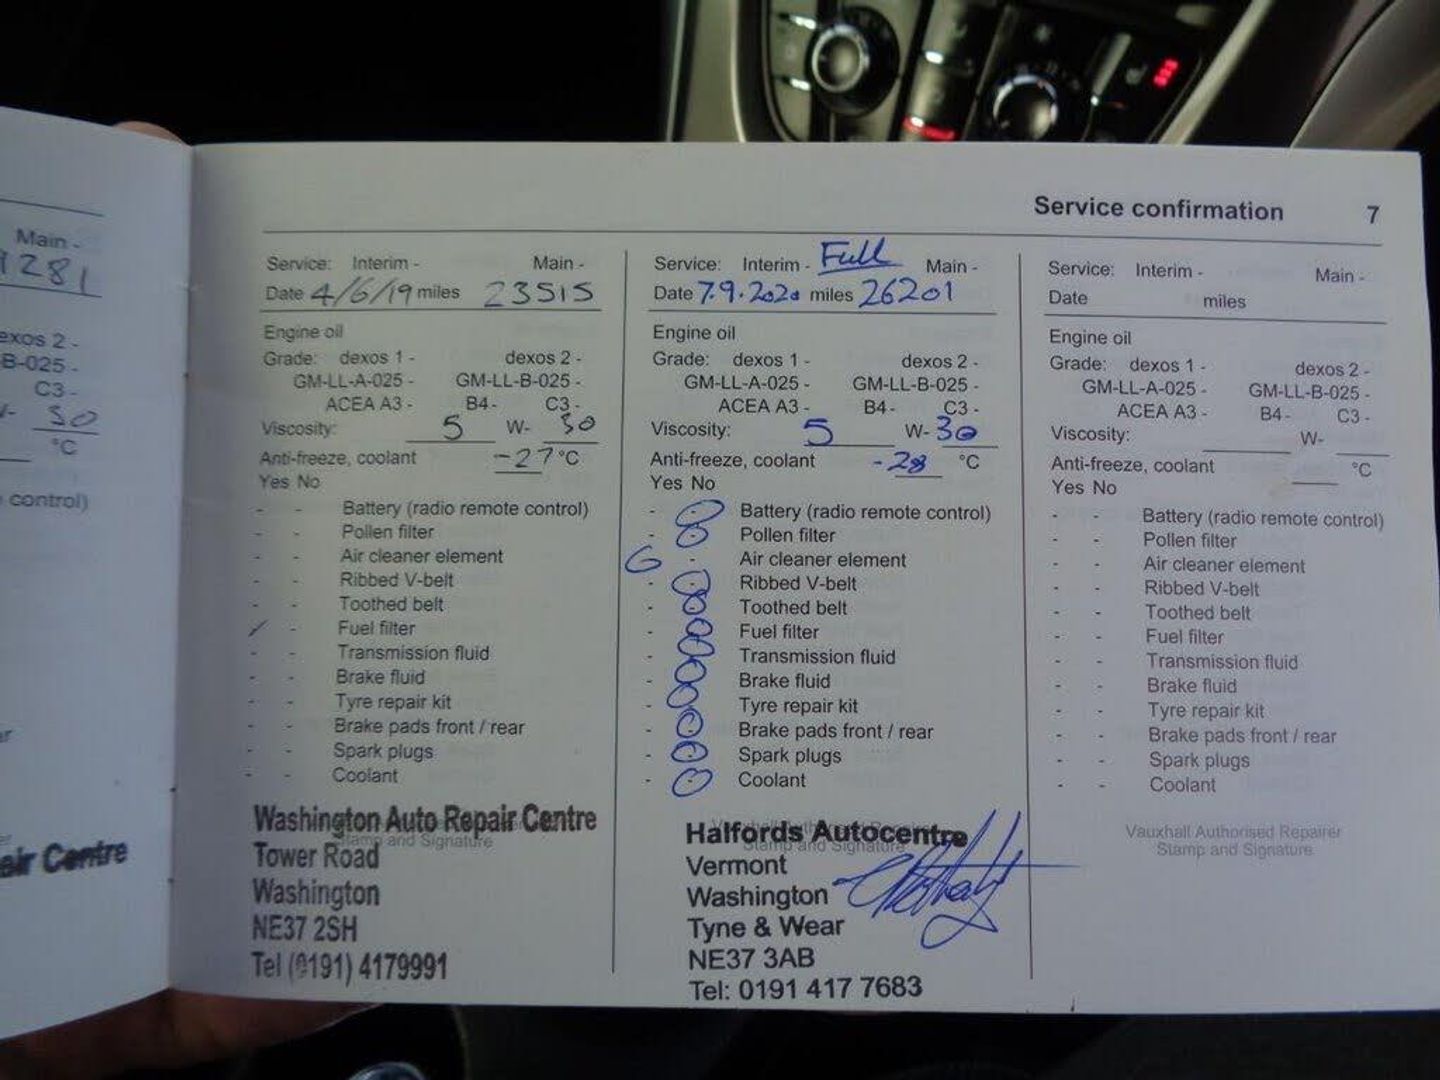 Main -
281
exos 2 -
B-025 -
C3 -
30
°C
control)
air Centre
Service confirmation 7
Service: Interim - Main -
Date 4/6/19 miles 23515
Engine oil
Grade: dexos 1 - dexos 2 -
GM-LL-A-025 - GM-LL-B-025 -
ACEA A3 - B4 - C3 -
Viscosity: 5 W- 30
Anti-freeze, coolant -27 °C
Yes No
- - Battery (radio remote control)
- - Pollen filter
- - Air cleaner element
- - Ribbed V-belt
- - Toothed belt
✓ - Fuel filter
- - Transmission fluid
- - Brake fluid
- - Tyre repair kit
- - Brake pads front / rear
- - Spark plugs
- - Coolant
Stamp and Signature
Washington Auto Repair Centre
Tower Road
Washington
NE37 2SH
Tel (0191) 4179991
Service: Interim - Full Main -
Date 7.9.2020 miles 26201
Engine oil
Grade: dexos 1 - dexos 2 -
GM-LL-A-025 - GM-LL-B-025 -
ACEA A3 - B4 - C3 -
Viscosity: 5 W- 30
Anti-freeze, coolant -28 °C
Yes No
- - Battery (radio remote control)
- - Pollen filter
- Air cleaner element
- - Ribbed V-belt
- - Toothed belt
- - Fuel filter
- - Transmission fluid
- - Brake fluid
- - Tyre repair kit
- - Brake pads front / rear
- - Spark plugs
- - Coolant
Vauxhall Authorised Repairer
Stamp and Signature
Halfords Autocentre
Vermont
Washington
Tyne & Wear
NE37 3AB
Tel: 0191 417 7683
Service: Interim - Main -
Date miles
Engine oil
Grade: dexos 1 - dexos 2 -
GM-LL-A-025 - GM-LL-B-025 -
ACEA A3 - B4 - C3 -
Viscosity: W-
Anti-freeze, coolant °C
Yes No
- - Battery (radio remote control)
- - Pollen filter
- - Air cleaner element
- - Ribbed V-belt
- - Toothed belt
- - Fuel filter
- - Transmission fluid
- - Brake fluid
- - Tyre repair kit
- - Brake pads front / rear
- - Spark plugs
- - Coolant
Vauxhall Authorised Repairer
Stamp and Signature